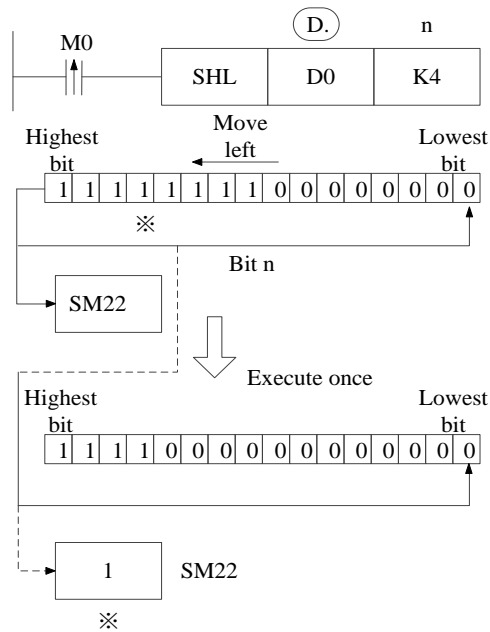 D. n
M0
SHL D0 K4
Highest bit
Move left
Lowest bit
1 1 1 1 1 1 1 1 0 0 0 0 0 0 0 0
※
Bit n
SM22
Execute once
Highest bit
Lowest bit
1 1 1 1 0 0 0 0 0 0 0 0 0 0 0 0
1 SM22
※